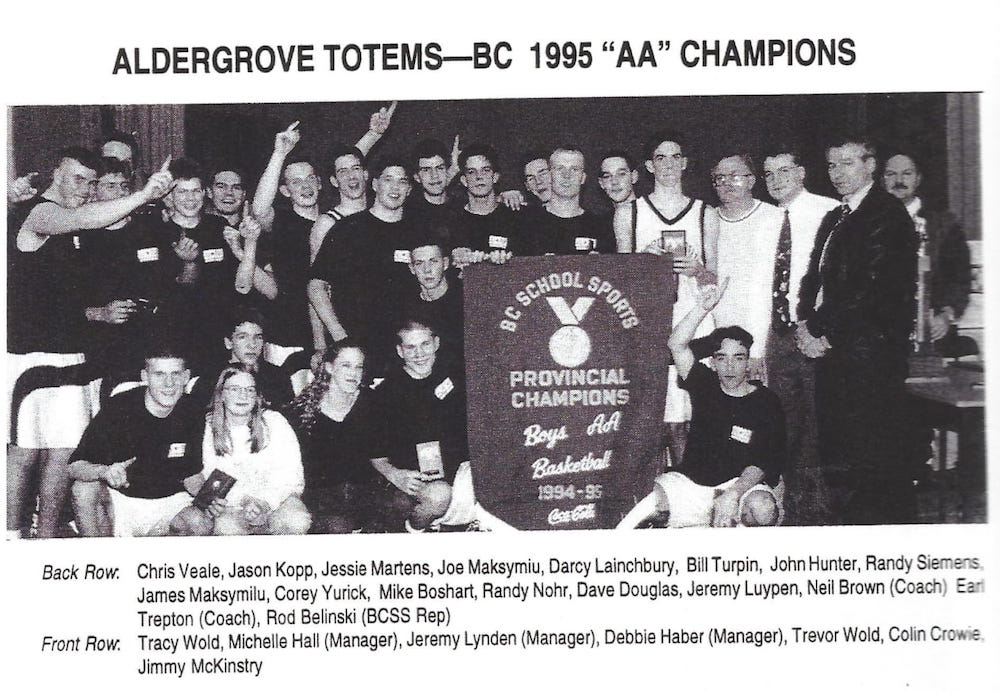 ALDERGROVE TOTEMS—BC 1995 "AA" CHAMPIONS
BC SCHOOL SPORTS
PROVINCIAL
CHAMPIONS
Boys AA
Basketball
1994-95
Coca-Cola
Back Row: Chris Veale, Jason Kopp, Jessie Martens, Joe Maksymiu, Darcy Lainchbury, Bill Turpin, John Hunter, Randy Siemens,
James Maksymilu, Corey Yurick, Mike Boshart, Randy Nohr, Dave Douglas, Jeremy Luypen, Neil Brown (Coach) Earl
Trepton (Coach), Rod Belinski (BCSS Rep)
Front Row: Tracy Wold, Michelle Hall (Manager), Jeremy Lynden (Manager), Debbie Haber (Manager), Trevor Wold, Colin Crowie,
Jimmy McKinstry